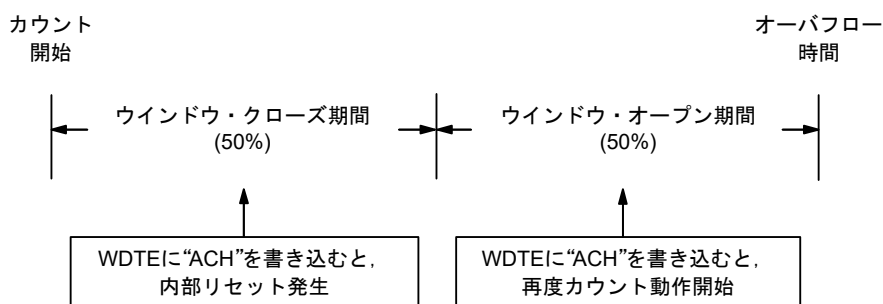 カウント
開始
オーバフロー
時間
ウインドウ・クローズ期間
(50%)
ウインドウ・オープン期間
(50%)
WDTEに“ACH”を書き込むと,
内部リセット発生
WDTEに“ACH”を書き込むと,
再度カウント動作開始